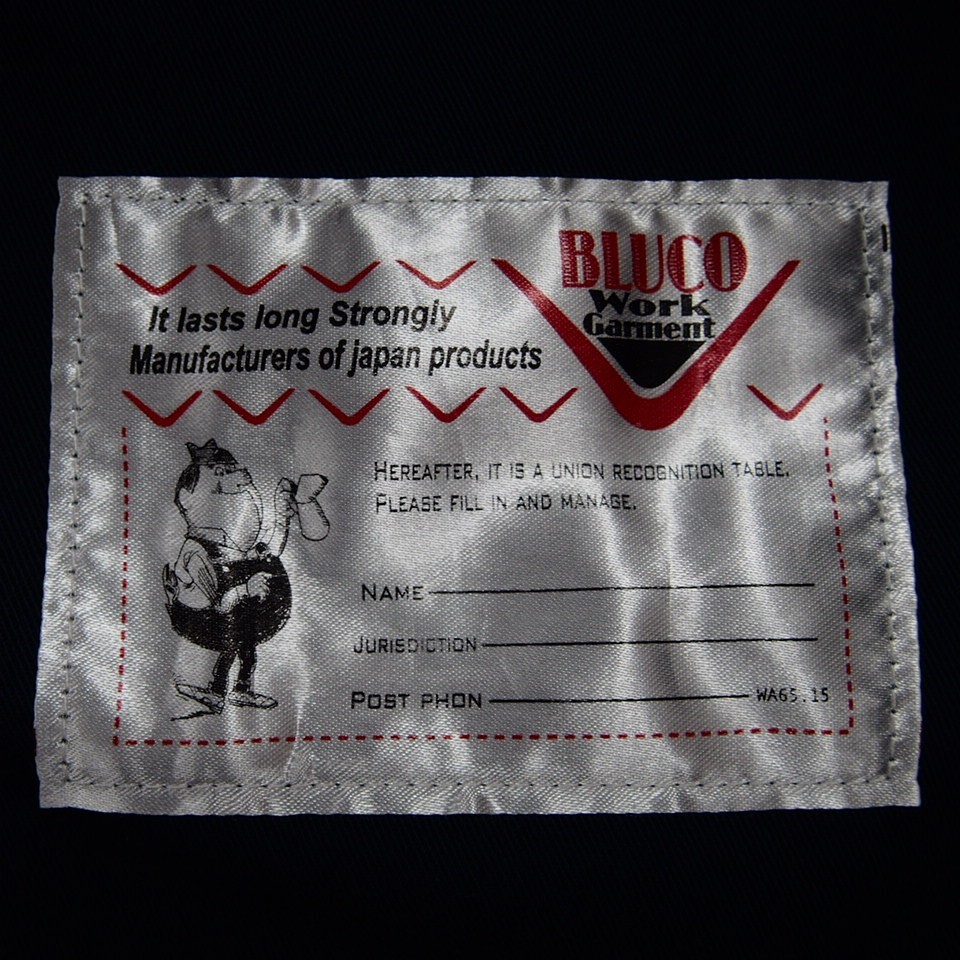 BLUCO
Work
Garment
It lasts long Strongly
Manufacturers of japan products
HEREAFTER, IT IS A UNION RECOGNITION TABLE.
PLEASE FILL IN AND MANAGE.
NAME
JURISDICTION
POST PHON WA65.15